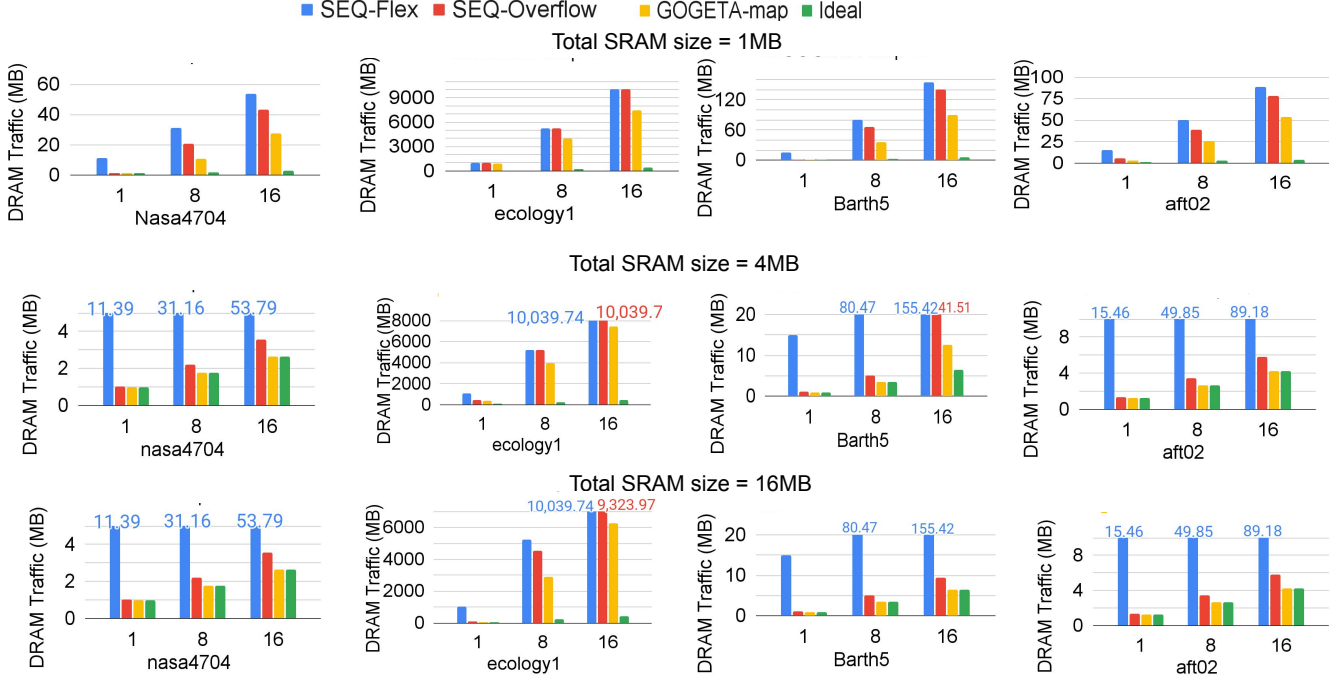 SEQ-Flex SEQ-Overflow GOGETA-map Ideal
Total SRAM size = 1MB
DRAM Traffic (MB)
60
40
20
0
1 8 16
Nasa4704
DRAM Traffic (MB)
9000
6000
3000
0
1 8 16
ecology1
DRAM Traffic (MB)
120
60
0
1 8 16
Barth5
DRAM Traffic (MB)
100
75
50
25
0
1 8 16
aft02
Total SRAM size = 4MB
DRAM Traffic (MB)
11.39 31.16 53.79
4
2
0
1 8 16
nasa4704
DRAM Traffic (MB)
10,039.74 10,039.7
8000
6000
4000
2000
0
1 8 16
ecology1
DRAM Traffic (MB)
80.47 155.42 41.51
20
15
10
5
0
1 8 16
Barth5
DRAM Traffic (MB)
15.46 49.85 89.18
8
4
0
1 8 16
aft02
Total SRAM size = 16MB
DRAM Traffic (MB)
11.39 31.16 53.79
4
2
0
1 8 16
nasa4704
DRAM Traffic (MB)
10,039.74 9,323.97
6000
4000
2000
0
1 8 16
ecology1
DRAM Traffic (MB)
80.47 155.42
20
10
0
1 8 16
Barth5
DRAM Traffic (MB)
15.46 49.85 89.18
8
4
0
1 8 16
aft02